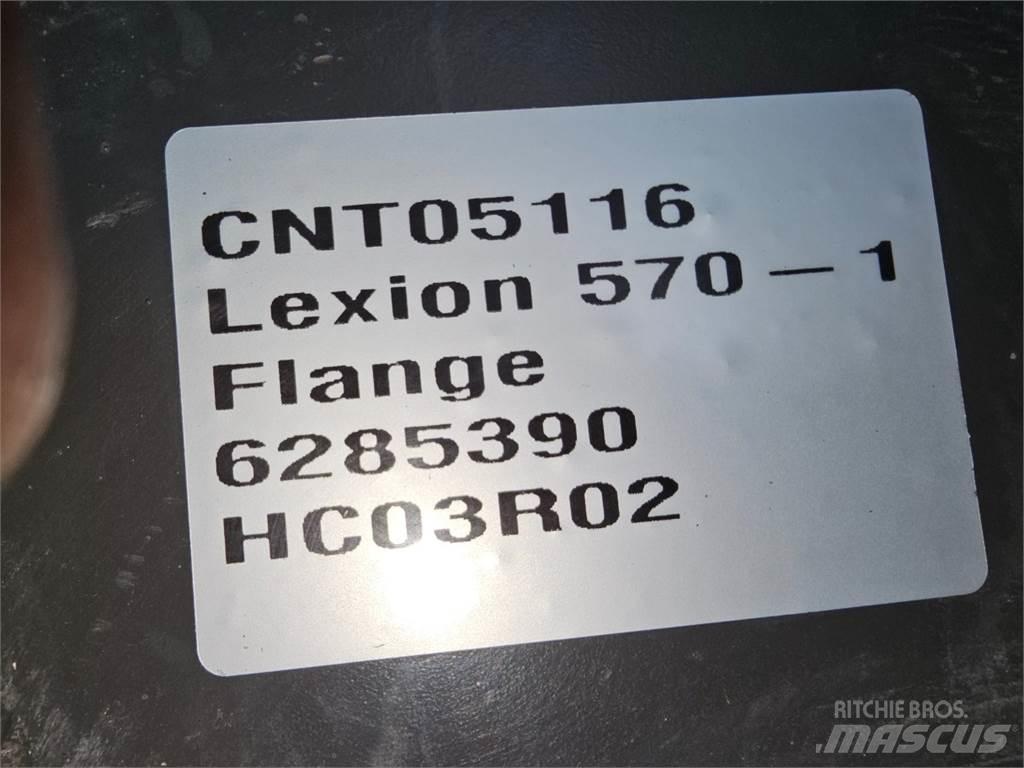 CNT05116
Lexion 570-1
Flange
6285390
HC03R02
RITCHIE BROS.
MASCUS